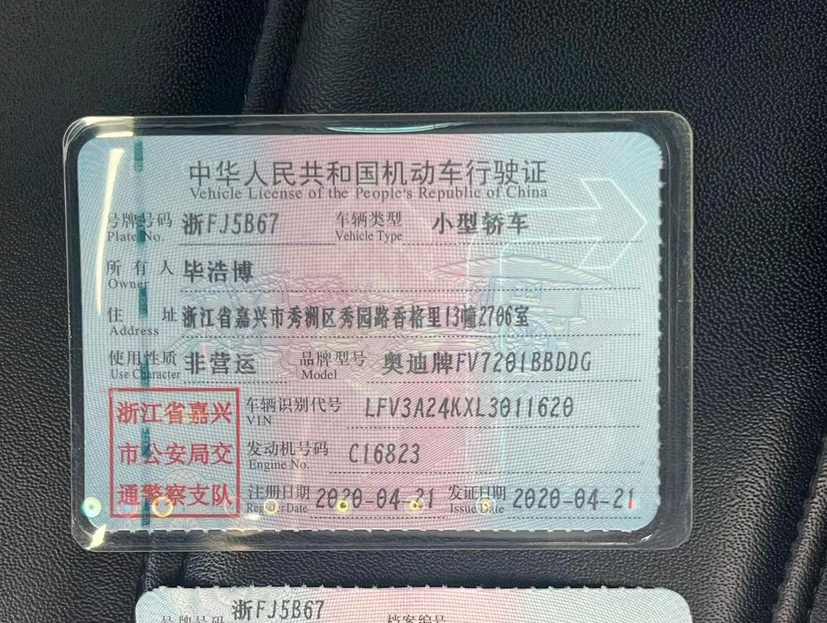 中华人民共和国机动车行驶证
Vehicle License of the People's Republic of China
号牌号码 浙FJ5B67 车辆类型 小型轿车
Plate No. Vehicle Type
所有人 毕浩博
Owner
住址 浙江省嘉兴市秀洲区秀园路香格里13幢2706室
Address
使用性质 非营运 品牌型号 奥迪牌FV7201BBDDG
Use Character Model
浙江省嘉兴 车辆识别代号 LFV3A24KXL3011620
VIN
市公安局交 发动机号码 C16823
Engine No.
通警察支队 注册日期 2020-04-21 发证日期 2020-04-21
Register Date Issue Date
号牌号码 浙FJ5B67 档案编号